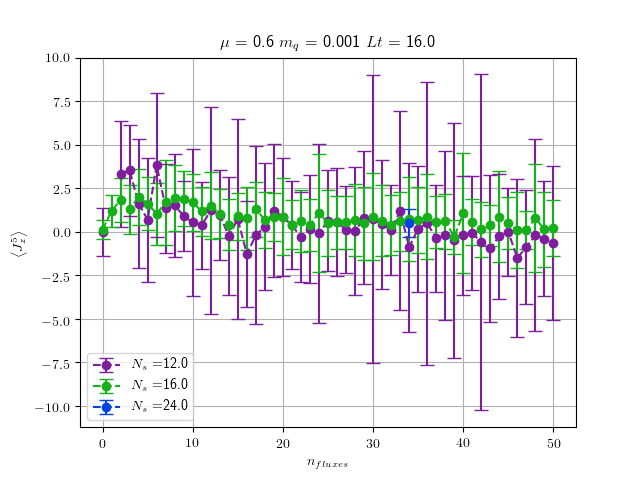 μ = 0.6 m_q = 0.001 Lt = 16.0
⟨J_z^5⟩
10.0
7.5
5.0
2.5
0.0
−2.5
−5.0
−7.5
−10.0
N_s =12.0
N_s =16.0
N_s =24.0
0 10 20 30 40 50
n_{fluxes}